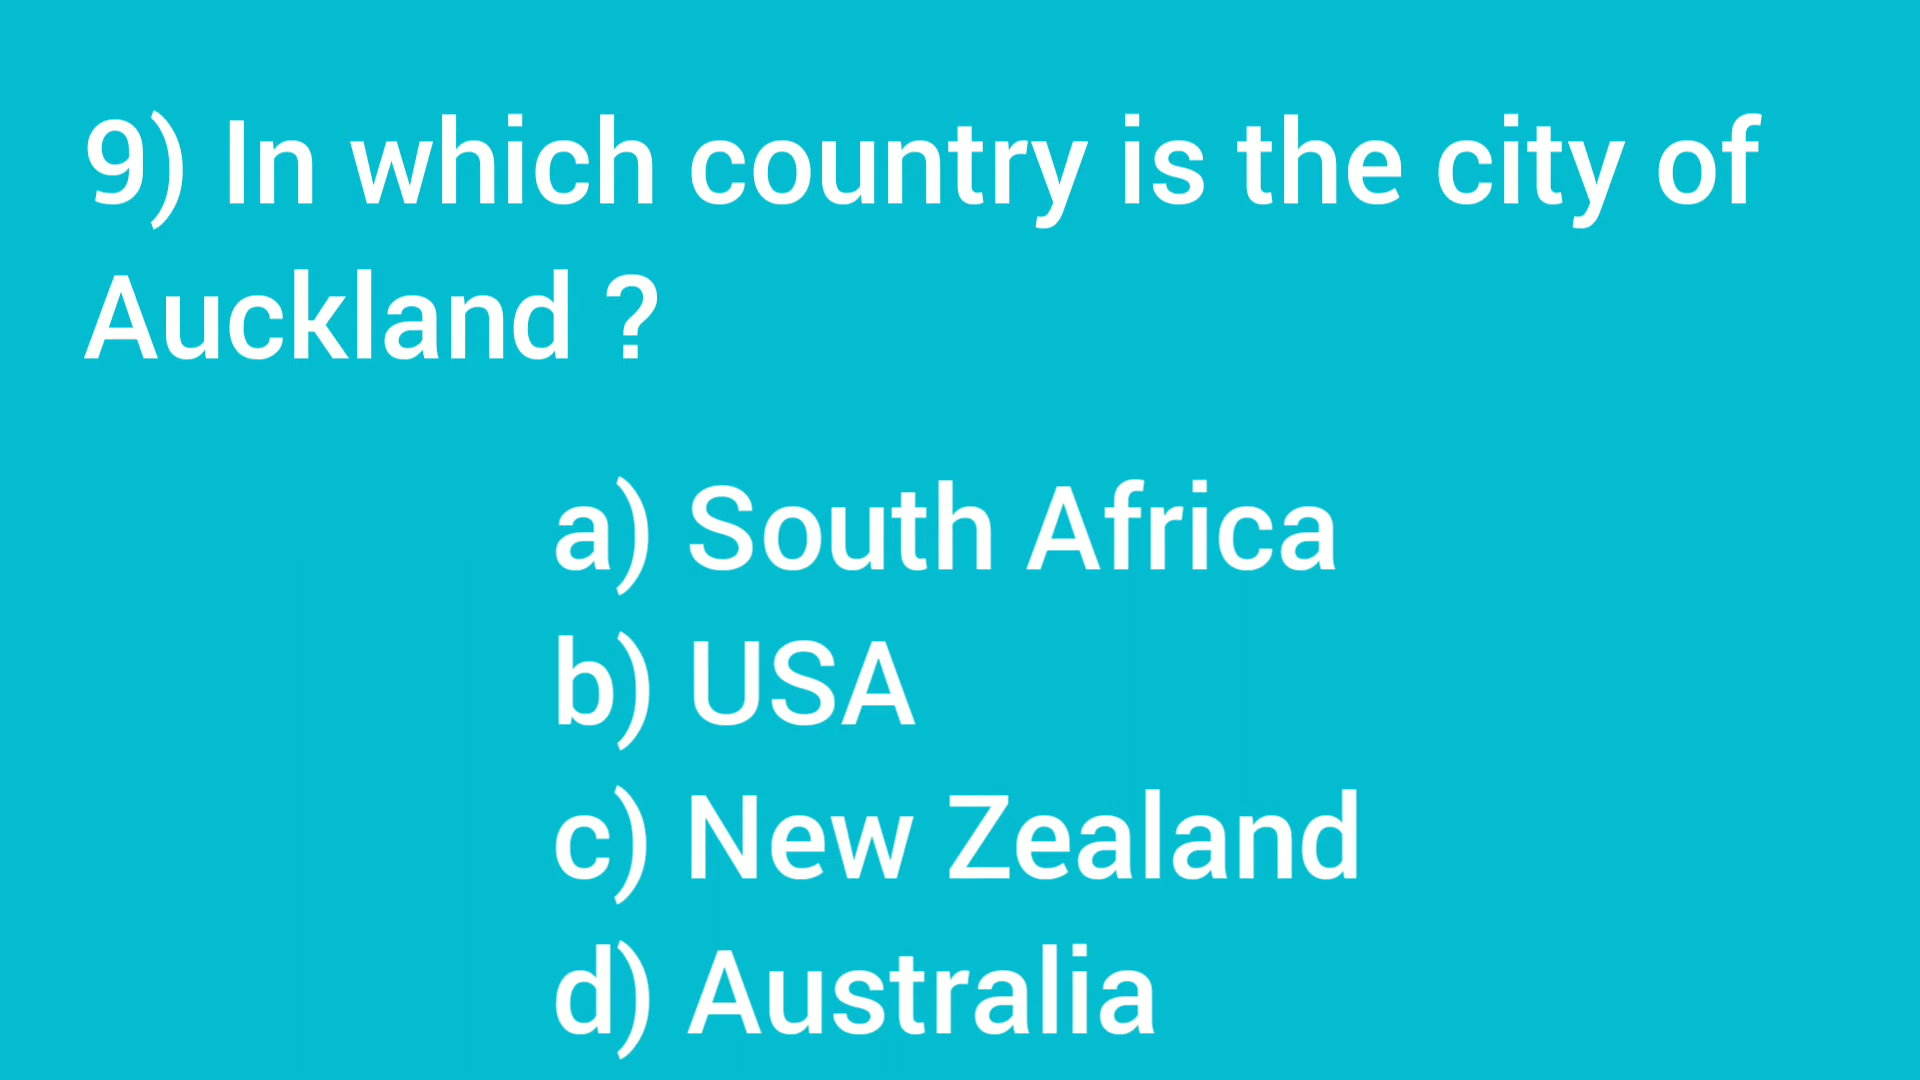 9) In which country is the city of
Auckland ?
a) South Africa
b) USA
c) New Zealand
d) Australia